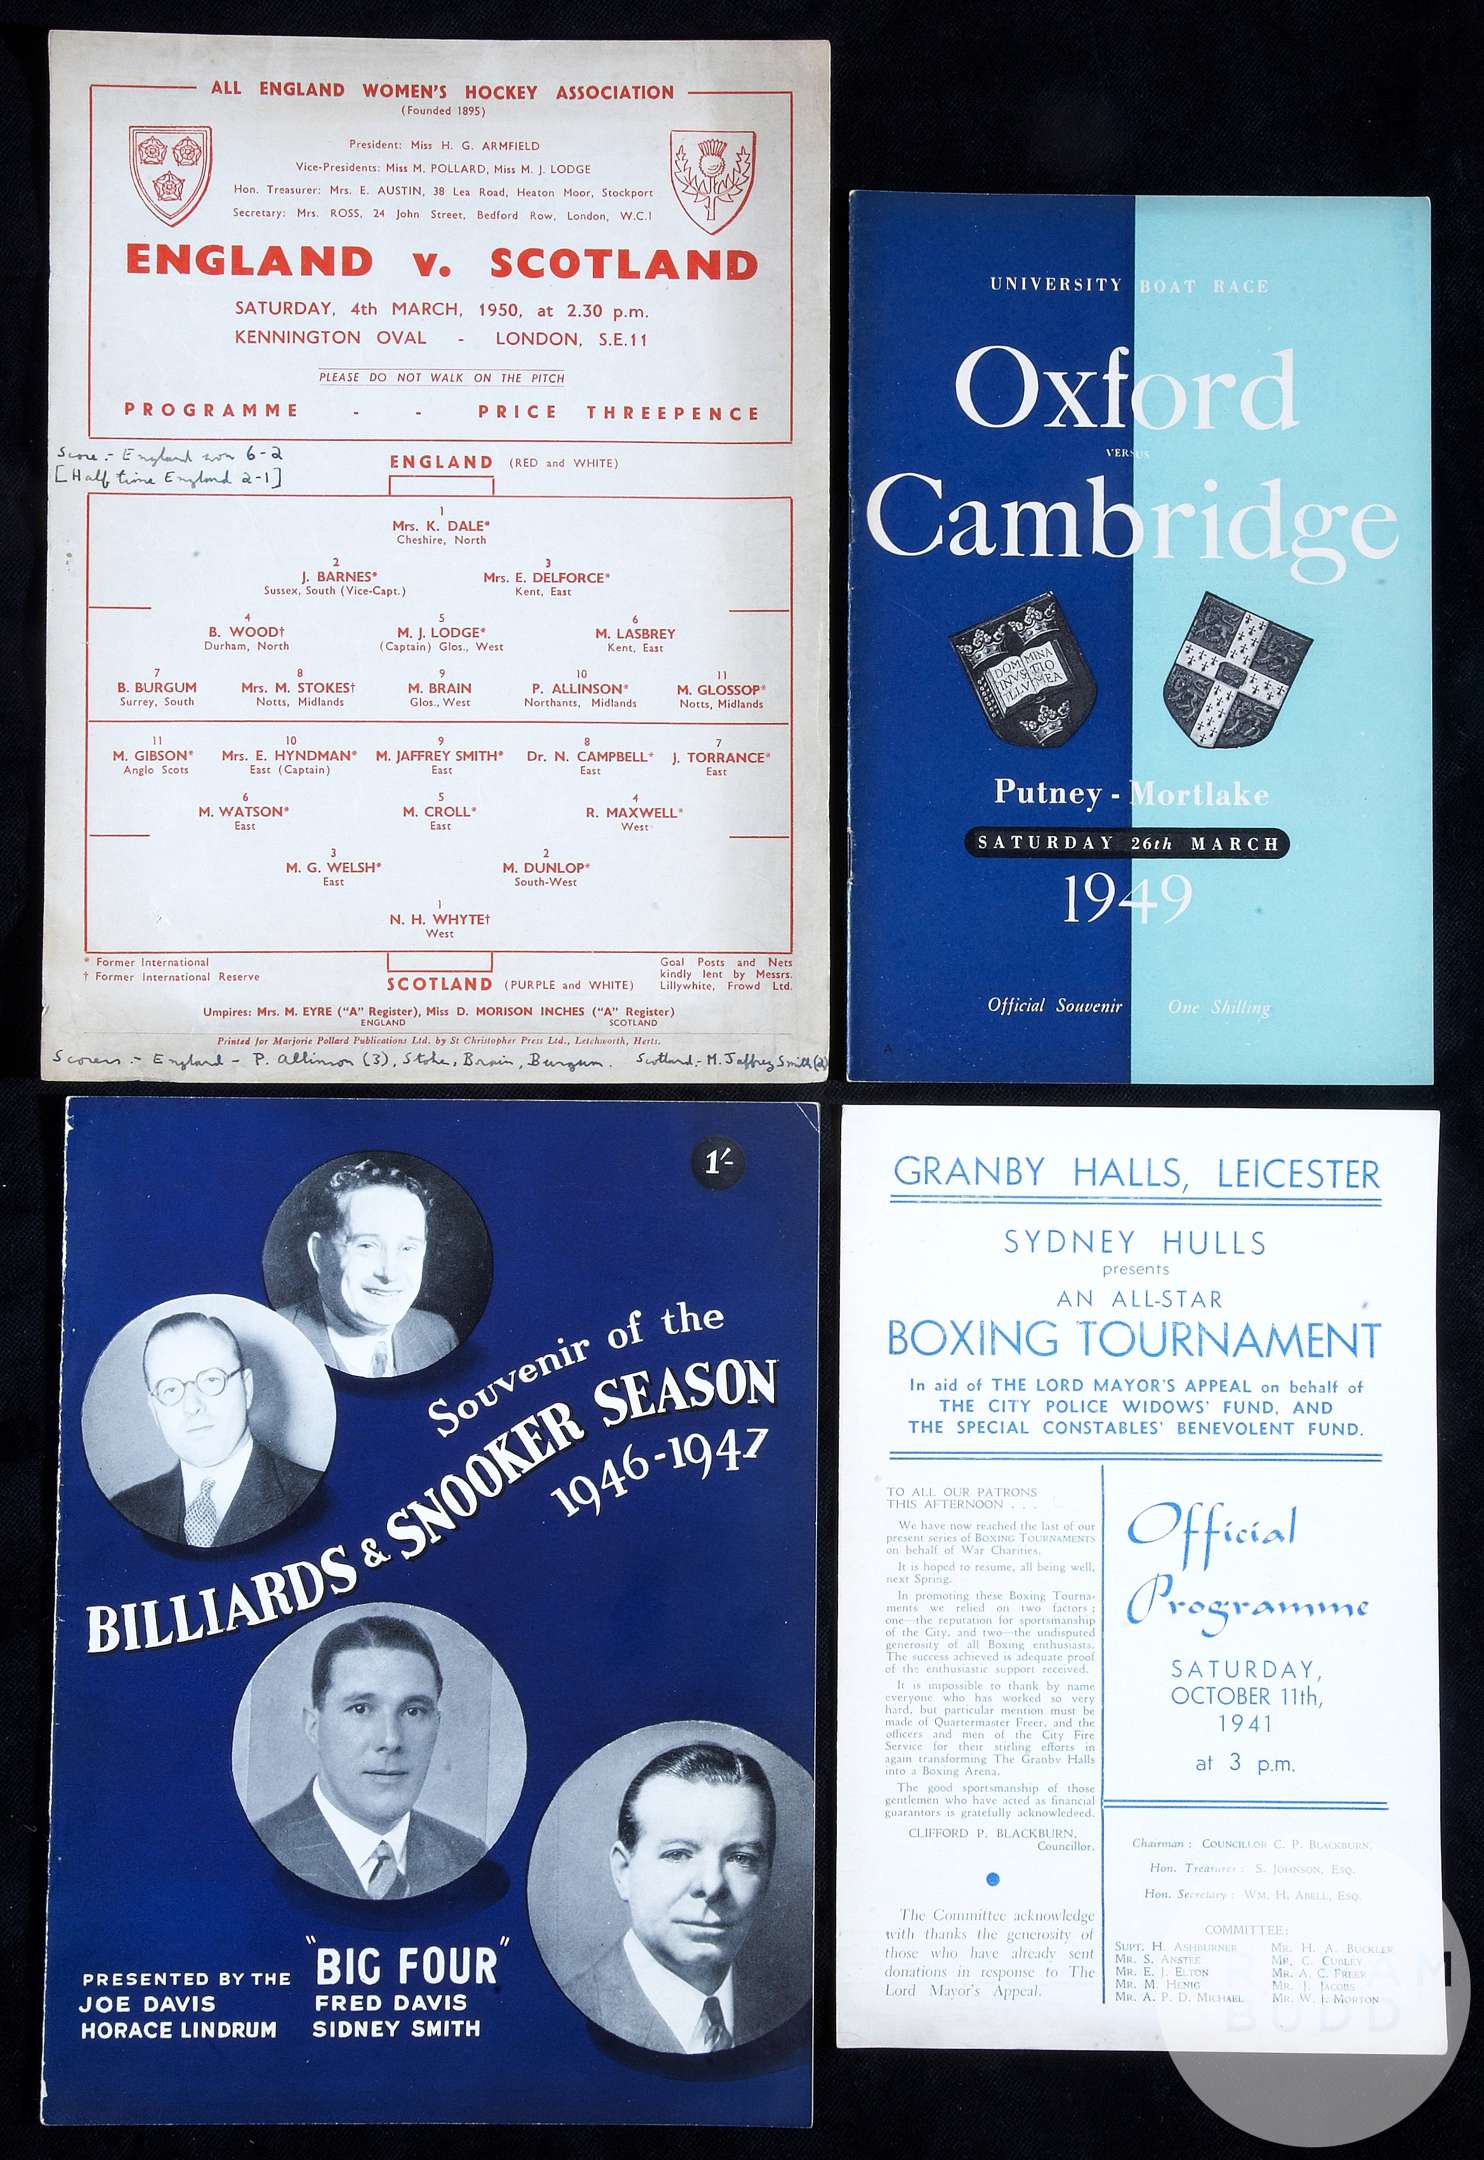 ALL ENGLAND WOMEN'S HOCKEY ASSOCIATION
(Founded 1895)
President: Miss H. G. ARMFIELD
Vice-Presidents: Miss M. POLLARD, Miss M. J. LODGE
Hon. Treasurer: Mrs. E. AUSTIN, 38 Lea Road, Heaton Moor, Stockport
Secretary: Mrs. ROSS, 24 John Street, Bedford Row, London, W.C.1
ENGLAND v. SCOTLAND
SATURDAY, 4th MARCH, 1950, at 2.30 p.m.
KENNINGTON OVAL - LONDON, S.E.11
PLEASE DO NOT WALK ON THE PITCH
PROGRAMME - - PRICE THREEPENCE
Score :- England won 6-2
[Half time England 2-1]
ENGLAND (RED and WHITE)
1
Mrs. K. DALE*
Cheshire, North
2 3
J. BARNES* Mrs. E. DELFORCE*
Sussex, South (Vice-Capt.) Kent, East
4 5 6
B. WOOD† M. J. LODGE* M. LASBREY
Durham, North (Captain) Glos., West Kent, East
7 8 9 10 11
B. BURGUM Mrs. M. STOKES† M. BRAIN P. ALLINSON* M. GLOSSOP*
Surrey, South Notts, Midlands Glos., West Northants, Midlands Notts, Midlands
11 10 9 8 7
M. GIBSON* Mrs. E. HYNDMAN* M. JAFFREY SMITH* Dr. N. CAMPBELL* J. TORRANCE*
Anglo Scots East (Captain) East East East
6 5 4
M. WATSON* M. CROLL* R. MAXWELL*
East East West
3 2
M. G. WELSH* M. DUNLOP*
East South-West
1
N. H. WHYTE†
West
* Former International
† Former International Reserve
SCOTLAND (PURPLE and WHITE)
Goal Posts and Nets
kindly lent by Messrs.
Lillywhite, Frowd Ltd.
Umpires: Mrs. M. EYRE ("A" Register), Miss D. MORISON INCHES ("A" Register)
ENGLAND SCOTLAND
Printed for Marjorie Pollard Publications Ltd. by St Christopher Press Ltd., Letchworth, Herts.
Scorers :- England - P. Allinson (3), Stoke, Brain, Burgum. Scotland :- M. Jaffrey Smith (2)
UNIVERSITY BOAT RACE
Oxford
VERSUS
Cambridge
DOMINA
INVSTIO
ILLVMEA
Putney - Mortlake
SATURDAY 26th MARCH
1949
Official Souvenir One Shilling
1/-
Souvenir of the
BILLIARDS & SNOOKER SEASON
1946-1947
PRESENTED BY THE "BIG FOUR"
JOE DAVIS FRED DAVIS
HORACE LINDRUM SIDNEY SMITH
GRANBY HALLS, LEICESTER
SYDNEY HULLS
presents
AN ALL-STAR
BOXING TOURNAMENT
In aid of THE LORD MAYOR'S APPEAL on behalf of
THE CITY POLICE WIDOWS' FUND, AND
THE SPECIAL CONSTABLES' BENEVOLENT FUND.
TO ALL OUR PATRONS
THIS AFTERNOON . . .
We have now reached the last of our
present series of BOXING TOURNAMENTS
on behalf of War Charities.
It is hoped to resume, all being well,
next Spring.
In promoting these Boxing Tourna-
ments we relied on two factors ;
one—the reputation for sportsmanship
of the City, and two—the undisputed
generosity of all Boxing enthusiasts.
The success achieved is adequate proof
of the enthusiastic support received.
It is impossible to thank by name
everyone who has worked so very
hard, but particular mention must be
made of Quartermaster Freer, and the
officers and men of the City Fire
Service for their stirling efforts in
again transforming The Granby Halls
into a Boxing Arena.
The good sportsmanship of those
gentlemen who have acted as financial
guarantors is gratefully acknowledged.
CLIFFORD P. BLACKBURN,
Councillor.
The Committee acknowledge
with thanks the generosity of
those who have already sent
donations in response to The
Lord Mayor's Appeal.
Official
Programme
SATURDAY,
OCTOBER 11th,
1941
at 3 p.m.
Chairman : COUNCILLOR C. P. BLACKBURN.
Hon. Treasurer : S. JOHNSON, ESQ.
Hon. Secretary : WM. H. ABELL, ESQ.
COMMITTEE:
SUPT. H. ASHBURNER MR. H. A. BUCKLER
MR. S. ANSTEE MR. C. CUBLEY
MR. E. J. ELTON MR. A. C. FREER
MR. M. HENIG MR. J. JACOBS
MR. A. P. D. MICHAEL MR. W. J. MORTON
BUDD